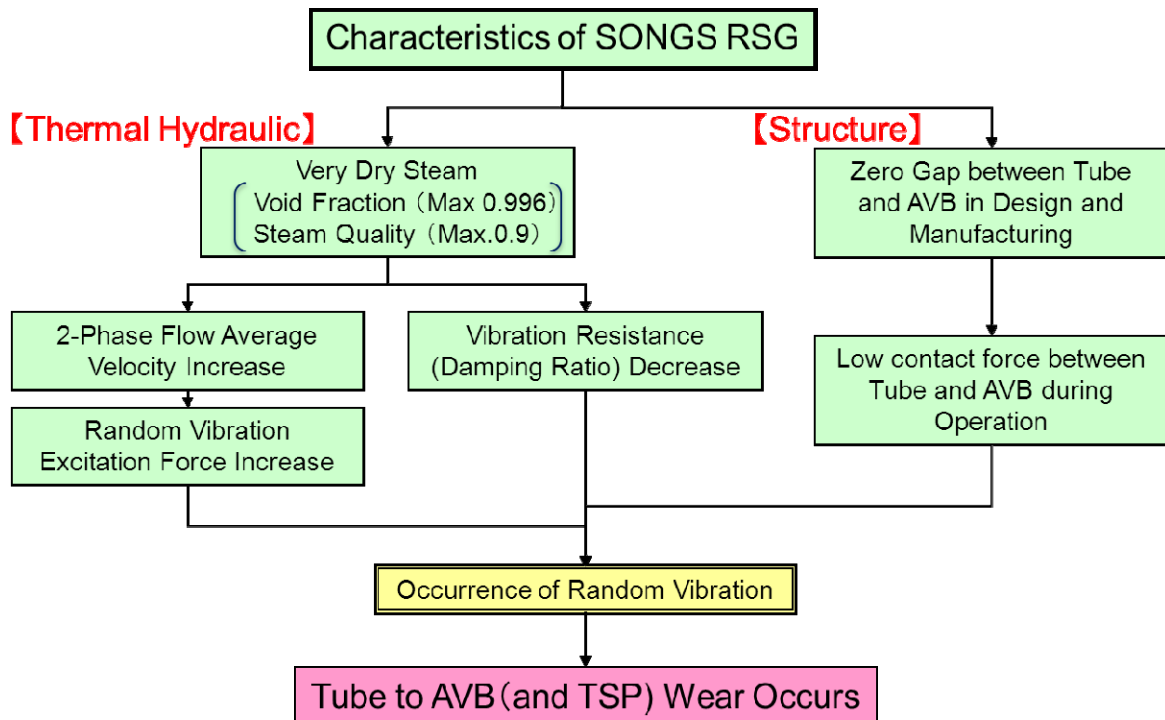 Characteristics of SONGS RSG
【Thermal Hydraulic】
【Structure】
Very Dry Steam
Void Fraction (Max 0.996)
Steam Quality (Max.0.9)
Zero Gap between Tube
and AVB in Design and
Manufacturing
2-Phase Flow Average
Velocity Increase
Vibration Resistance
(Damping Ratio) Decrease
Low contact force between
Tube and AVB during
Operation
Random Vibration
Excitation Force Increase
Occurrence of Random Vibration
Tube to AVB(and TSP) Wear Occurs